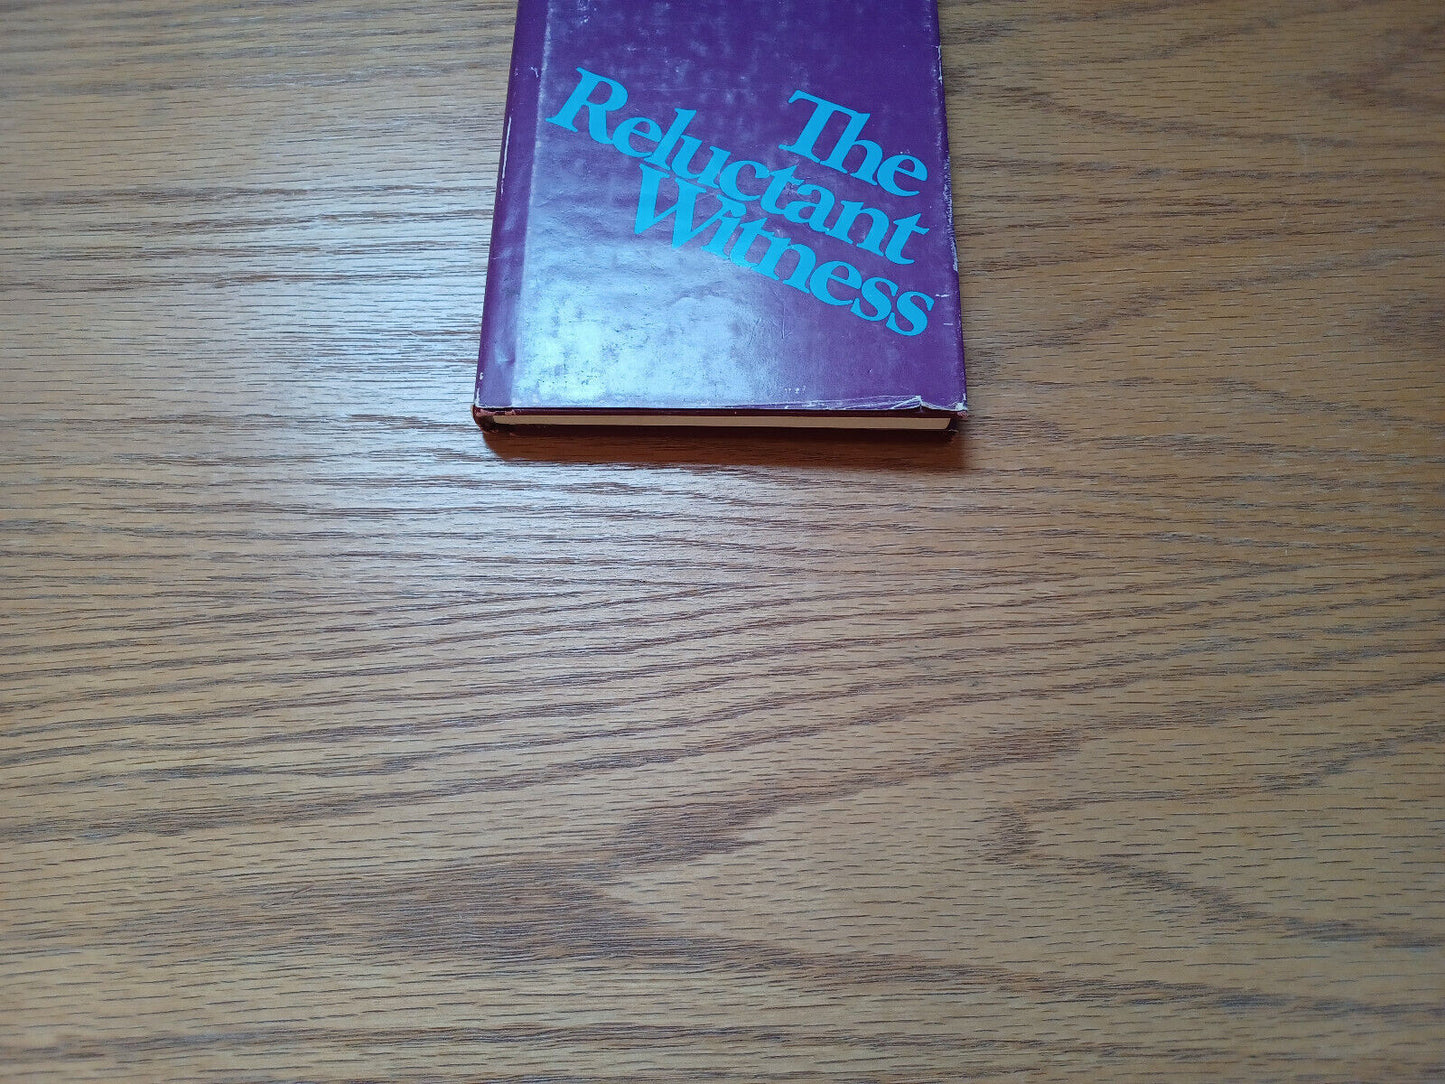 The
Reluctant
Witness